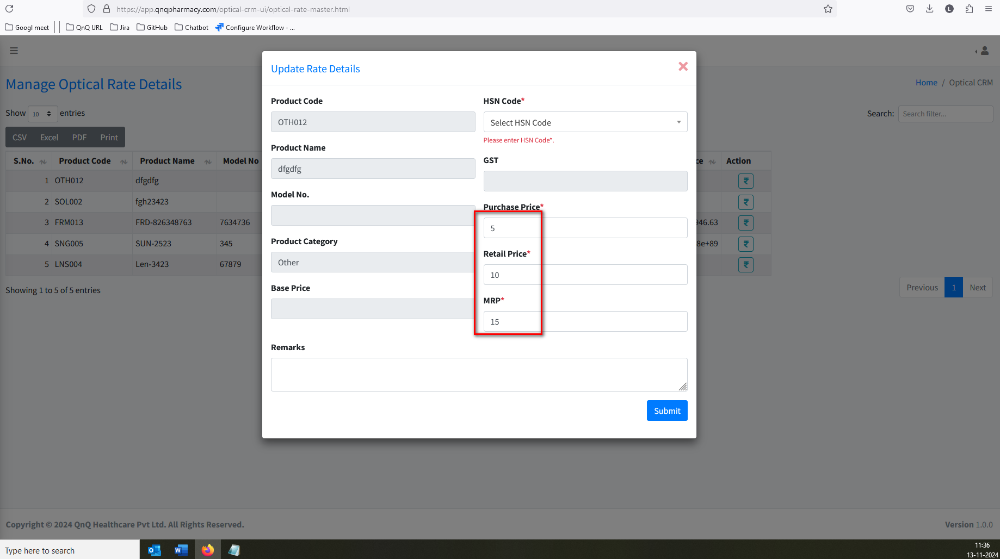 https://app.qnqpharmacy.com/optical-crm-ui/optical-rate-master.html
L
Googl meet
QnQ URL
Jira
GitHub
Chatbot
Configure Workflow - ...
Manage Optical Rate Details
Home / Optical CRM
Show 10 entries
Search: Search filter...
CSV Excel PDF Print
S.No. Product Code Product Name Model No ce Action
1 OTH012 dfgdfg ₹
2 SOL002 fgh23423 ₹
3 FRM013 FRD-826348763 7634736 946.63 ₹
4 SNG005 SUN-2523 345 8e+89 ₹
5 LNS004 Len-3423 67879 ₹
Showing 1 to 5 of 5 entries
Previous 1 Next
Update Rate Details
Product Code
OTH012
Product Name
dfgdfg
Model No.
Product Category
Other
Base Price
HSN Code*
Select HSN Code
Please enter HSN Code*.
GST
Purchase Price*
5
Retail Price*
10
MRP*
15
Remarks
Submit
Copyright © 2024 QnQ Healthcare Pvt Ltd. All Rights Reserved.
Version 1.0.0
Type here to search
11:36
13-11-2024